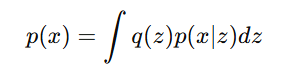 p(x) = ∫ q(z)p(x|z)dz